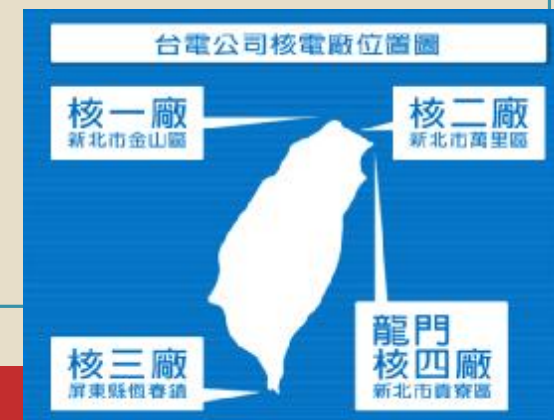 台電公司核電廠位置圖
核一廠
新北市金山區
核二廠
新北市萬里區
核三廠
屏東縣恆春鎮
龍門
核四廠
新北市貢寮區